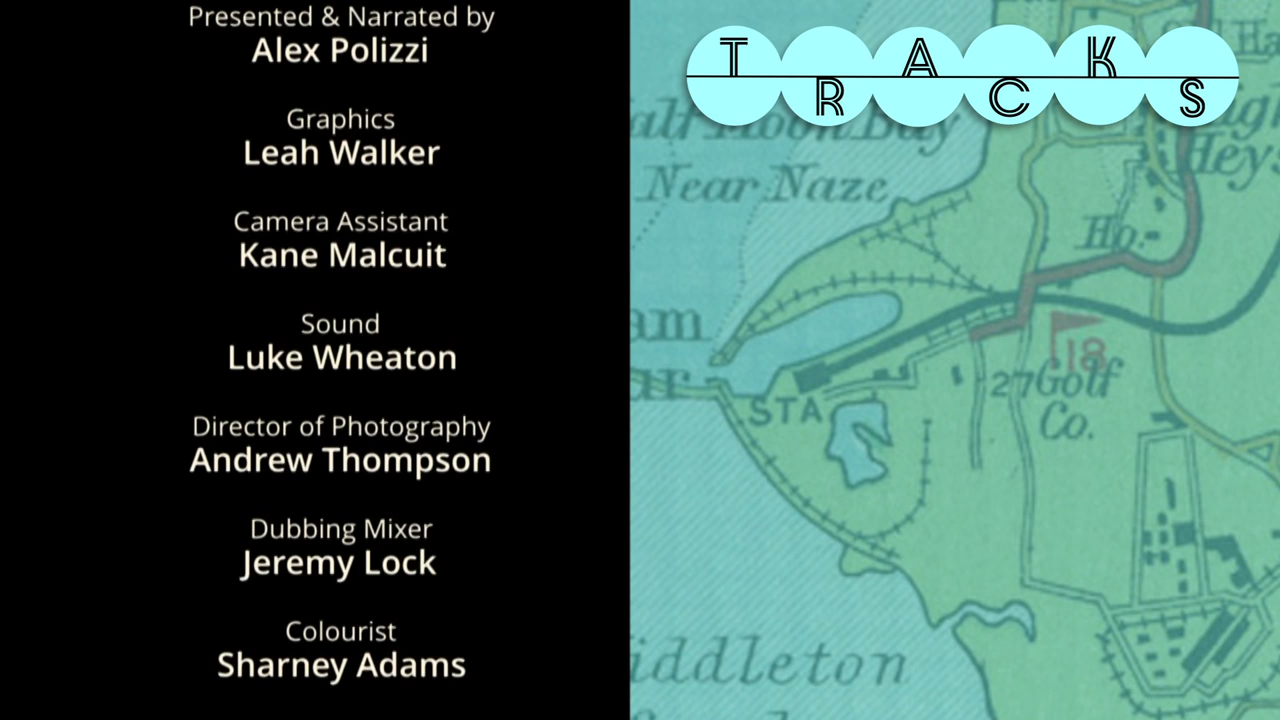 Presented & Narrated by
Alex Polizzi
Graphics
Leah Walker
Camera Assistant
Kane Malcuit
Sound
Luke Wheaton
Director of Photography
Andrew Thompson
Dubbing Mixer
Jeremy Lock
Colourist
Sharney Adams
TRACKS
Near Naze
Ho.
18
27 Golf
Co.
STA